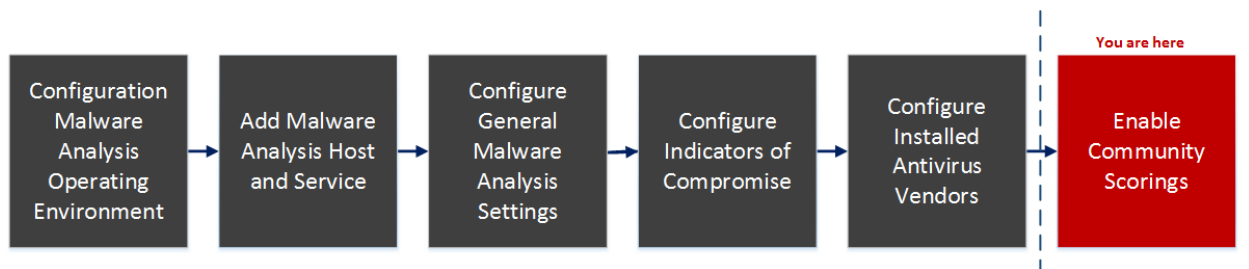 You are here
Configuration
Malware
Analysis
Operating
Environment
Add Malware
Analysis Host
and Service
Configure
General
Malware
Analysis
Settings
Configure
Indicators of
Compromise
Configure
Installed
Antivirus
Vendors
Enable
Community
Scorings